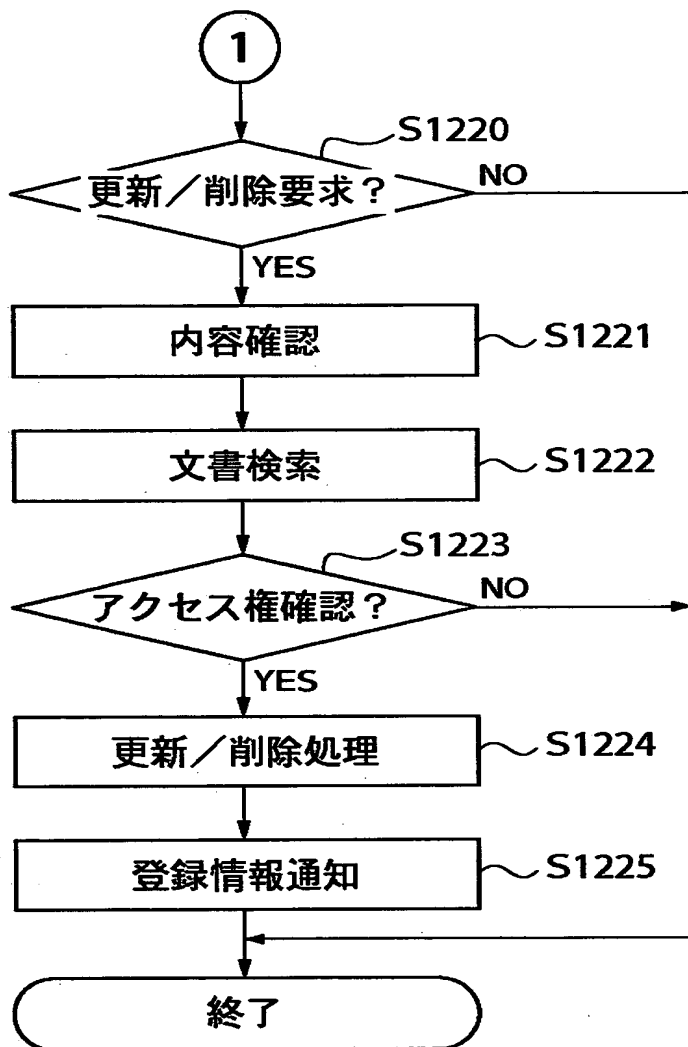 1
S1220
更新／削除要求？
NO
YES
内容確認
S1221
文書検索
S1222
S1223
アクセス権確認？
NO
YES
更新／削除処理
S1224
登録情報通知
S1225
終了